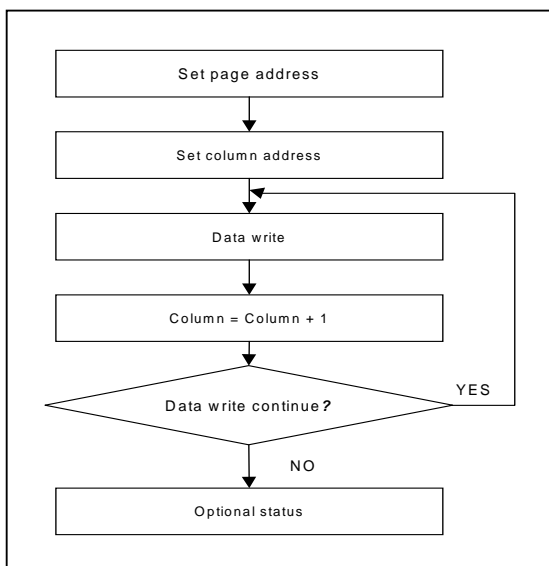 Set page address
Set column address
Data write
Column = Column + 1
Data write continue?
YES
NO
Optional status